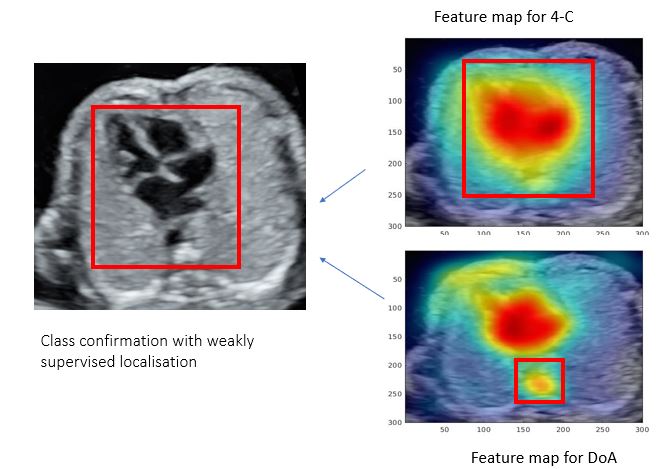 Feature map for 4-C
50
100
150
200
250
300
50 100 150 200 250 300
Class confirmation with weakly
supervised localisation
50
100
150
200
250
300
50 100 150 200 250 300
Feature map for DoA